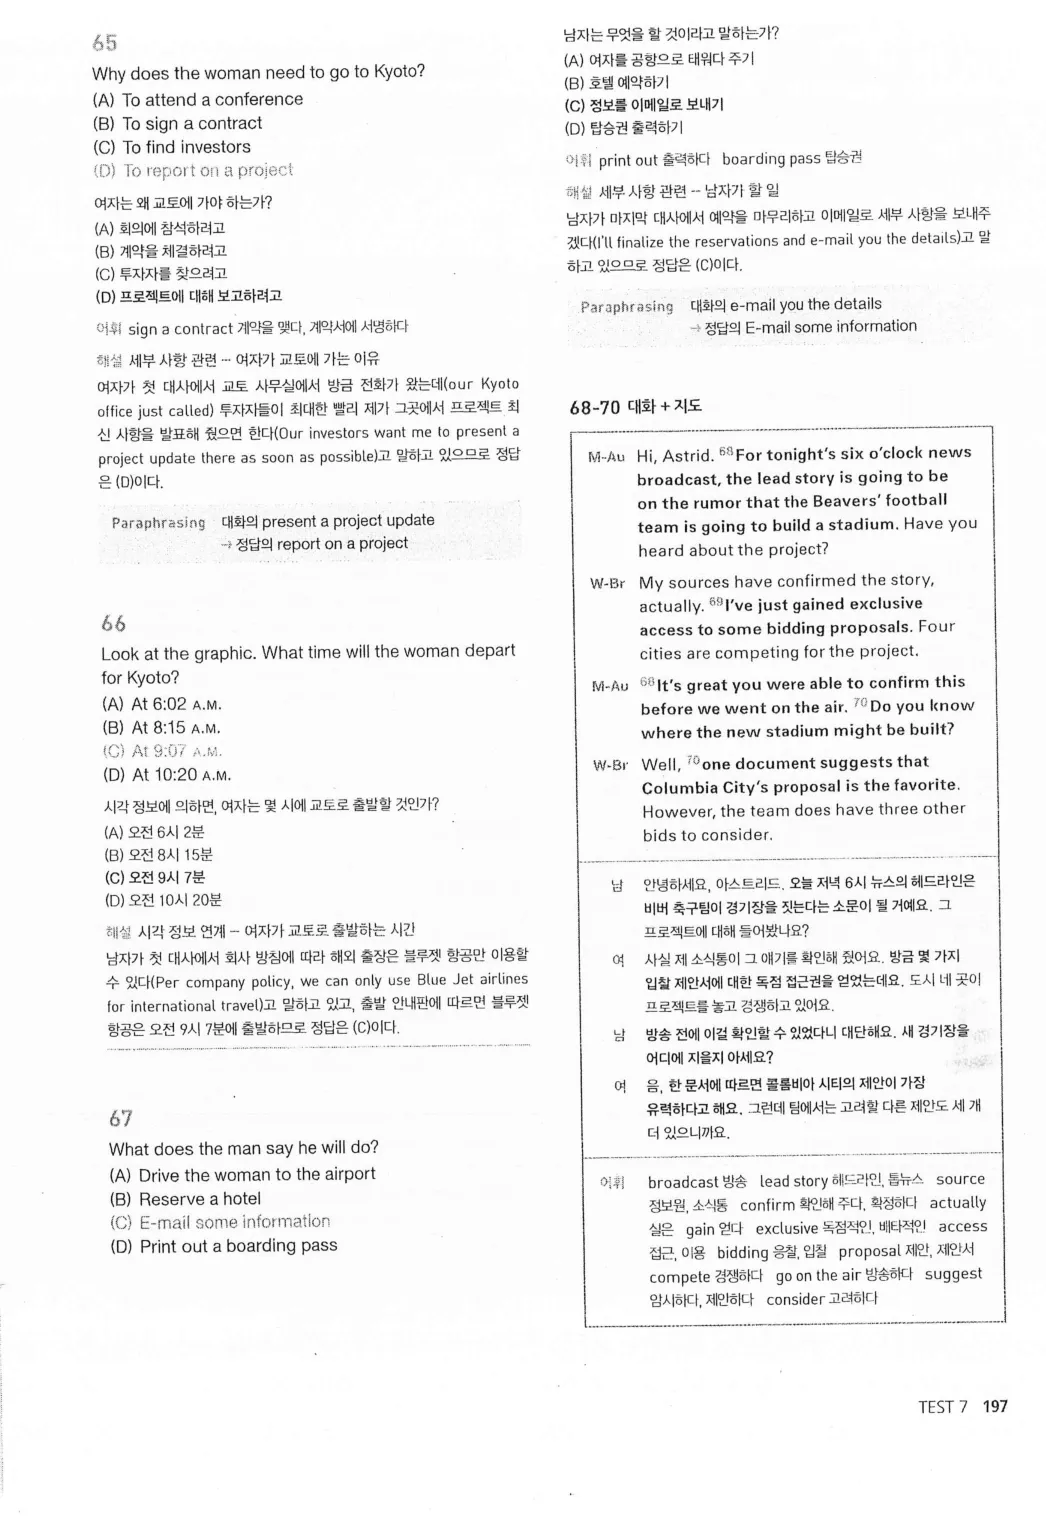 65
Why does the woman need to go to Kyoto?
(A) To attend a conference
(B) To sign a contract
(C) To find investors
(D) To report on a project
여자는 왜 교토에 가야 하는가?
(A) 회의에 참석하려고
(B) 계약을 체결하려고
(C) 투자자를 찾으려고
(D) 프로젝트에 대해 보고하려고
어휘 sign a contract 계약을 맺다, 계약서에 서명하다
해설 세부 사항 관련 -- 여자가 교토에 가는 이유
여자가 첫 대사에서 교토 사무실에서 방금 전화가 왔는데(our Kyoto
office just called) 투자자들이 최대한 빨리 제가 그곳에서 프로젝트 최
신 사항을 발표해 줬으면 한다(Our investors want me to present a
project update there as soon as possible)고 말하고 있으므로 정답
은 (D)이다.
Paraphrasing 대화의 present a project update
→ 정답의 report on a project
66
Look at the graphic. What time will the woman depart
for Kyoto?
(A) At 6:02 A.M.
(B) At 8:15 A.M.
(C) At 9:07 A.M.
(D) At 10:20 A.M.
시각 정보에 의하면, 여자는 몇 시에 교토로 출발할 것인가?
(A) 오전 6시 2분
(B) 오전 8시 15분
(C) 오전 9시 7분
(D) 오전 10시 20분
해설 시각 정보 연계 – 여자가 교토로 출발하는 시간
남자가 첫 대사에서 회사 방침에 따라 해외 출장은 블루젯 항공만 이용할
수 있다(Per company policy, we can only use Blue Jet airlines
for international travel)고 말하고 있고, 출발 안내판에 따르면 블루젯
항공은 오전 9시 7분에 출발하므로 정답은 (C)이다.
67
What does the man say he will do?
(A) Drive the woman to the airport
(B) Reserve a hotel
(C) E-mail some information
(D) Print out a boarding pass
남자는 무엇을 할 것이라고 말하는가?
(A) 여자를 공항으로 태워다 주기
(B) 호텔 예약하기
(C) 정보를 이메일로 보내기
(D) 탑승권 출력하기
어휘 print out 출력하다 boarding pass 탑승권
해설 세부 사항 관련 -- 남자가 할 일
남자가 마지막 대사에서 예약을 마무리하고 이메일로 세부 사항을 보내주
겠다(I'll finalize the reservations and e-mail you the details)고 말
하고 있으므로 정답은 (C)이다.
Paraphrasing 대화의 e-mail you the details
→ 정답의 E-mail some information
68-70 대화 + 지도
M-Au Hi, Astrid. 68For tonight's six o'clock news
broadcast, the lead story is going to be
on the rumor that the Beavers' football
team is going to build a stadium. Have you
heard about the project?
W-Br My sources have confirmed the story,
actually. 69I've just gained exclusive
access to some bidding proposals. Four
cities are competing for the project.
M-Au 68It's great you were able to confirm this
before we went on the air. 70Do you know
where the new stadium might be built?
W-Br Well, 70one document suggests that
Columbia City's proposal is the favorite.
However, the team does have three other
bids to consider.
남 안녕하세요, 아스트리드. 오늘 저녁 6시 뉴스의 헤드라인은
비버 축구팀이 경기장을 짓는다는 소문이 될 거예요. 그
프로젝트에 대해 들어봤나요?
여 사실 제 소식통이 그 얘기를 확인해 줬어요. 방금 몇 가지
입찰 제안서에 대한 독점 접근권을 얻었는데요. 도시 네 곳이
프로젝트를 놓고 경쟁하고 있어요.
남 방송 전에 이걸 확인할 수 있었다니 대단해요. 새 경기장을
어디에 지을지 아세요?
여 음, 한 문서에 따르면 콜롬비아 시티의 제안이 가장
유력하다고 해요. 그런데 팀에서는 고려할 다른 제안도 세 개
더 있으니까요.
어휘 broadcast 방송 lead story 헤드라인, 톱뉴스 source
정보원, 소식통 confirm 확인해 주다, 확정하다 actually
실은 gain 얻다 exclusive 독점적인, 배타적인 access
접근, 이용 bidding 응찰, 입찰 proposal 제안, 제안서
compete 경쟁하다 go on the air 방송하다 suggest
암시하다, 제안하다 consider 고려하다
TEST 7 197